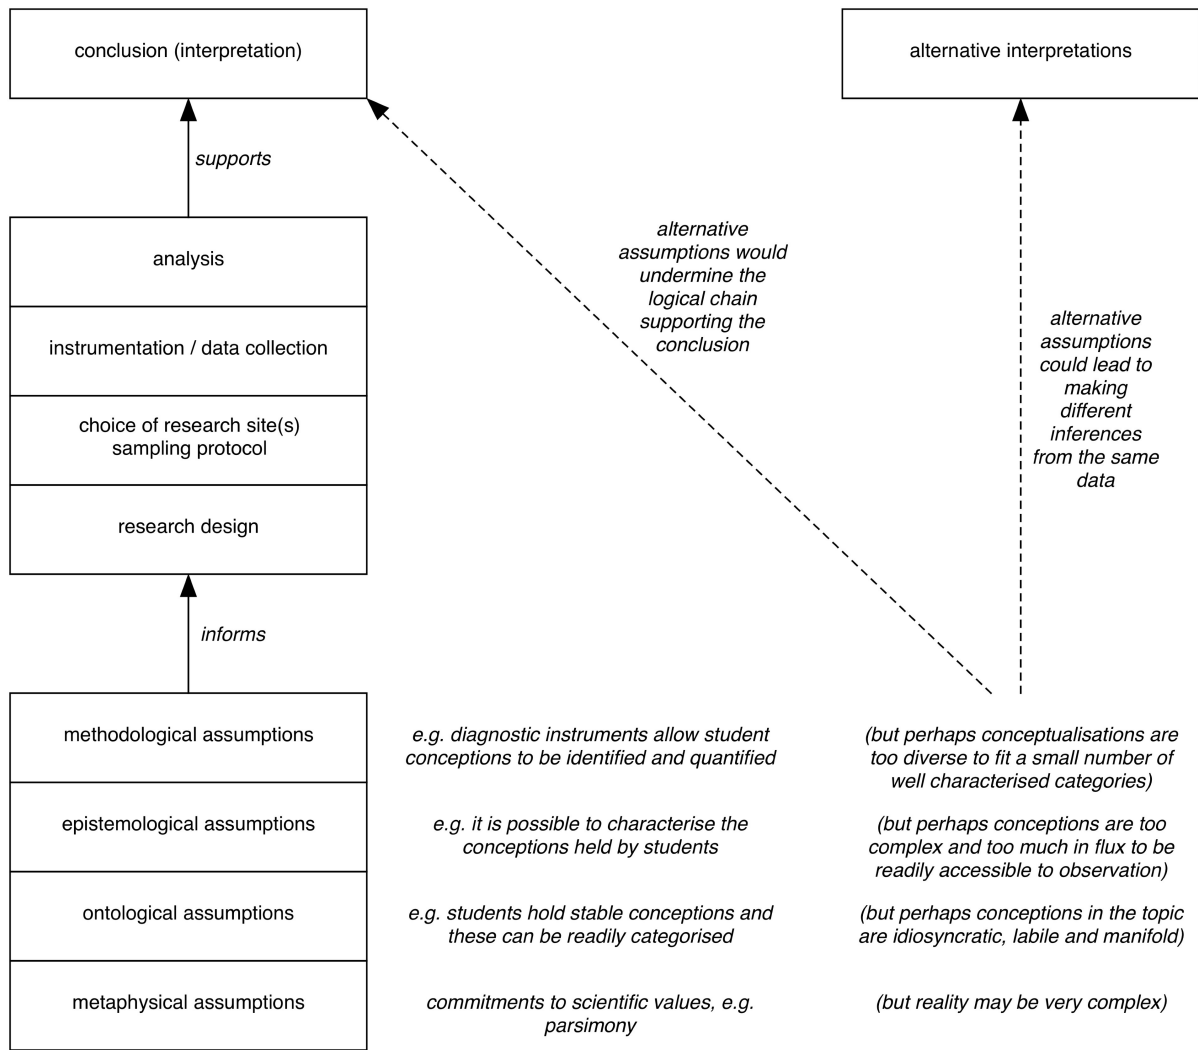 conclusion (interpretation)
alternative interpretations
supports
alternative
assumptions would
undermine the
logical chain
supporting the
conclusion
alternative
assumptions
could lead to
making
different
inferences
from the same
data
analysis
instrumentation / data collection
choice of research site(s)
sampling protocol
research design
informs
methodological assumptions
e.g. diagnostic instruments allow student
conceptions to be identified and quantified
(but perhaps conceptualisations are
too diverse to fit a small number of
well characterised categories)
epistemological assumptions
e.g. it is possible to characterise the
conceptions held by students
(but perhaps conceptions are too
complex and too much in flux to be
readily accessible to observation)
ontological assumptions
e.g. students hold stable conceptions and
these can be readily categorised
(but perhaps conceptions in the topic
are idiosyncratic, labile and manifold)
metaphysical assumptions
commitments to scientific values, e.g.
parsimony
(but reality may be very complex)